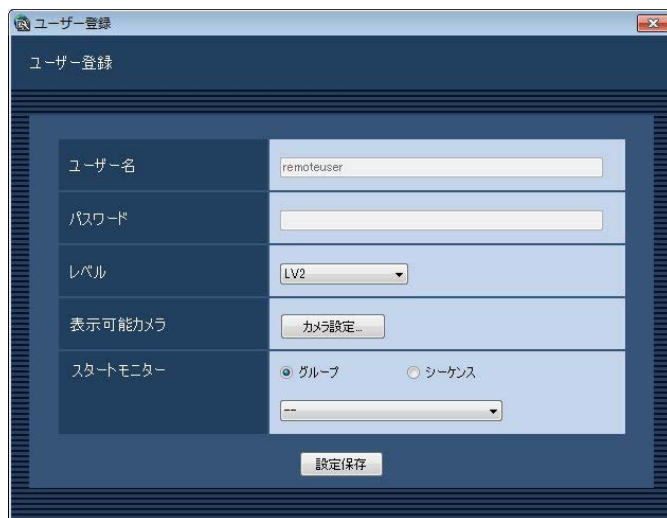 ユーザー登録
ユーザー登録
ユーザー名 remoteuser
パスワード
レベル LV2
表示可能カメラ カメラ設定...
スタートモニター グループ シーケンス
--
設定保存